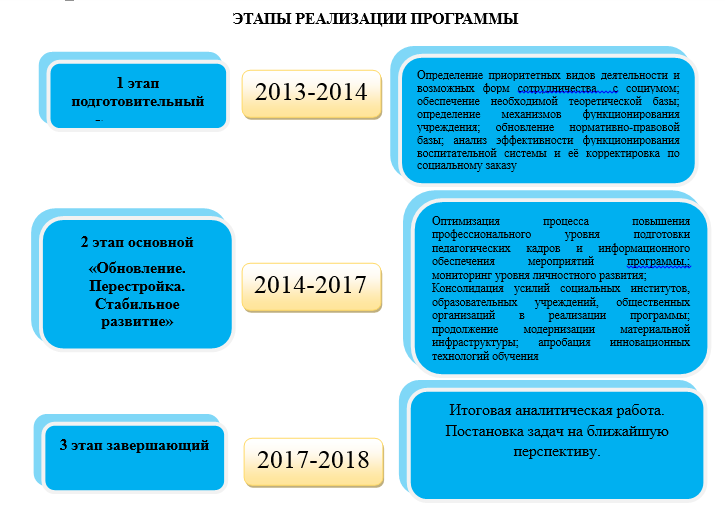 ЭТАПЫ РЕАЛИЗАЦИИ ПРОГРАММЫ
1 этап
подготовительный
2013-2014
Определение приоритетных видов деятельности и
возможных форм сотрудничества с социумом;
обеспечение необходимой теоретической базы;
определение механизмов функционирования
учреждения; обновление нормативно-правовой
базы; анализ эффективности функционирования
воспитательной системы и её корректировка по
социальному заказу
2 этап основной
«Обновление.
Перестройка.
Стабильное
развитие»
2014-2017
Оптимизация процесса повышения
профессионального уровня подготовки
педагогических кадров и информационного
обеспечения мероприятий программы.;
мониторинг уровня личностного развития;
Консолидация усилий социальных институтов,
образовательных учреждений, общественных
организаций в реализации программы;
продолжение модернизации материальной
инфраструктуры; апробация инновационных
технологий обучения
3 этап завершающий
2017-2018
Итоговая аналитическая работа.
Постановка задач на ближайшую
перспективу.